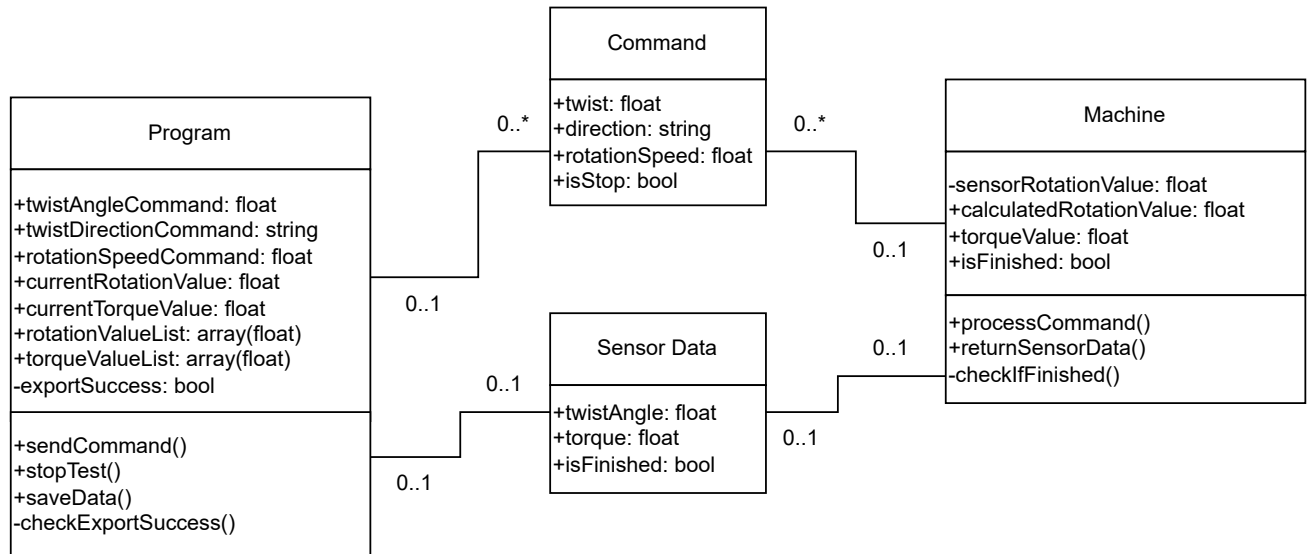 Program
+twistAngleCommand: float
+twistDirectionCommand: string
+rotationSpeedCommand: float
+currentRotationValue: float
+currentTorqueValue: float
+rotationValueList: array(float)
+torqueValueList: array(float)
-exportSuccess: bool
+sendCommand()
+stopTest()
+saveData()
-checkExportSuccess()
0..1
0..*
0..1
0..1
Command
+twist: float
+direction: string
+rotationSpeed: float
+isStop: bool
Sensor Data
+twistAngle: float
+torque: float
+isFinished: bool
0..*
0..1
0..1
0..1
Machine
-sensorRotationValue: float
+calculatedRotationValue: float
+torqueValue: float
+isFinished: bool
+processCommand()
+returnSensorData()
-checkIfFinished()